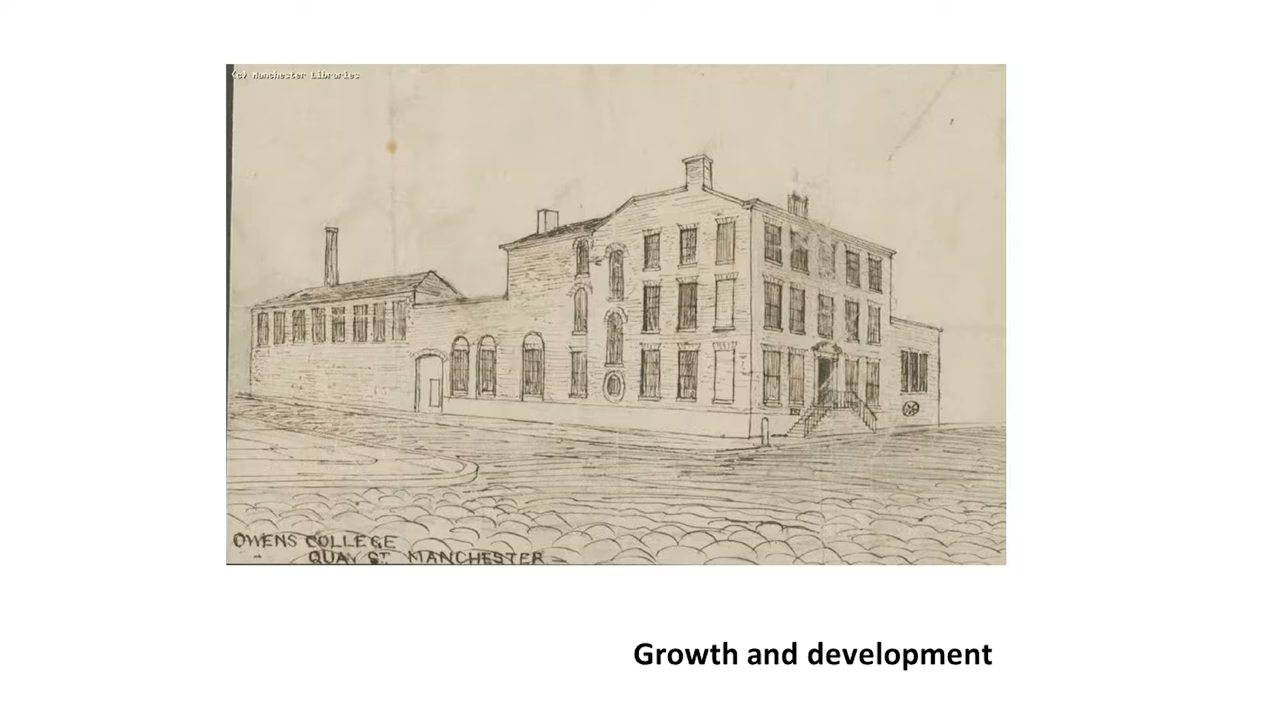 (c) Manchester Libraries
OWENS COLLEGE
QUAY ST. MANCHESTER
Growth and development